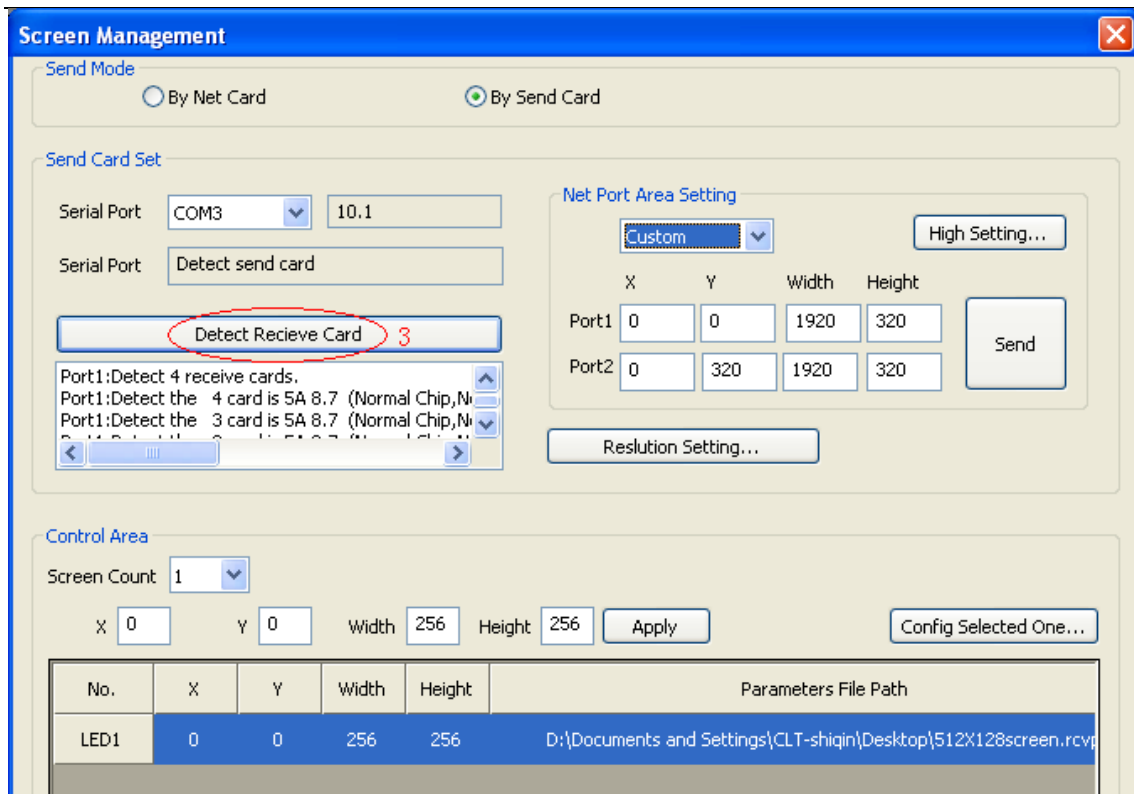 Screen Management
Send Mode
By Net Card By Send Card
Send Card Set
Serial Port COM3 10.1
Serial Port Detect send card
Detect Recieve Card 3
Port1:Detect 4 receive cards.
Port1:Detect the 4 card is 5A 8.7 (Normal Chip,N
Port1:Detect the 3 card is 5A 8.7 (Normal Chip,N
Net Port Area Setting
Custom High Setting...
X Y Width Height
Port1 0 0 1920 320
Port2 0 320 1920 320
Send
Reslution Setting...
Control Area
Screen Count 1
X 0 Y 0 Width 256 Height 256 Apply Config Selected One...
No. X Y Width Height Parameters File Path
LED1 0 0 256 256 D:\Documents and Settings\CLT-shiqin\Desktop\512X128screen.rcvp